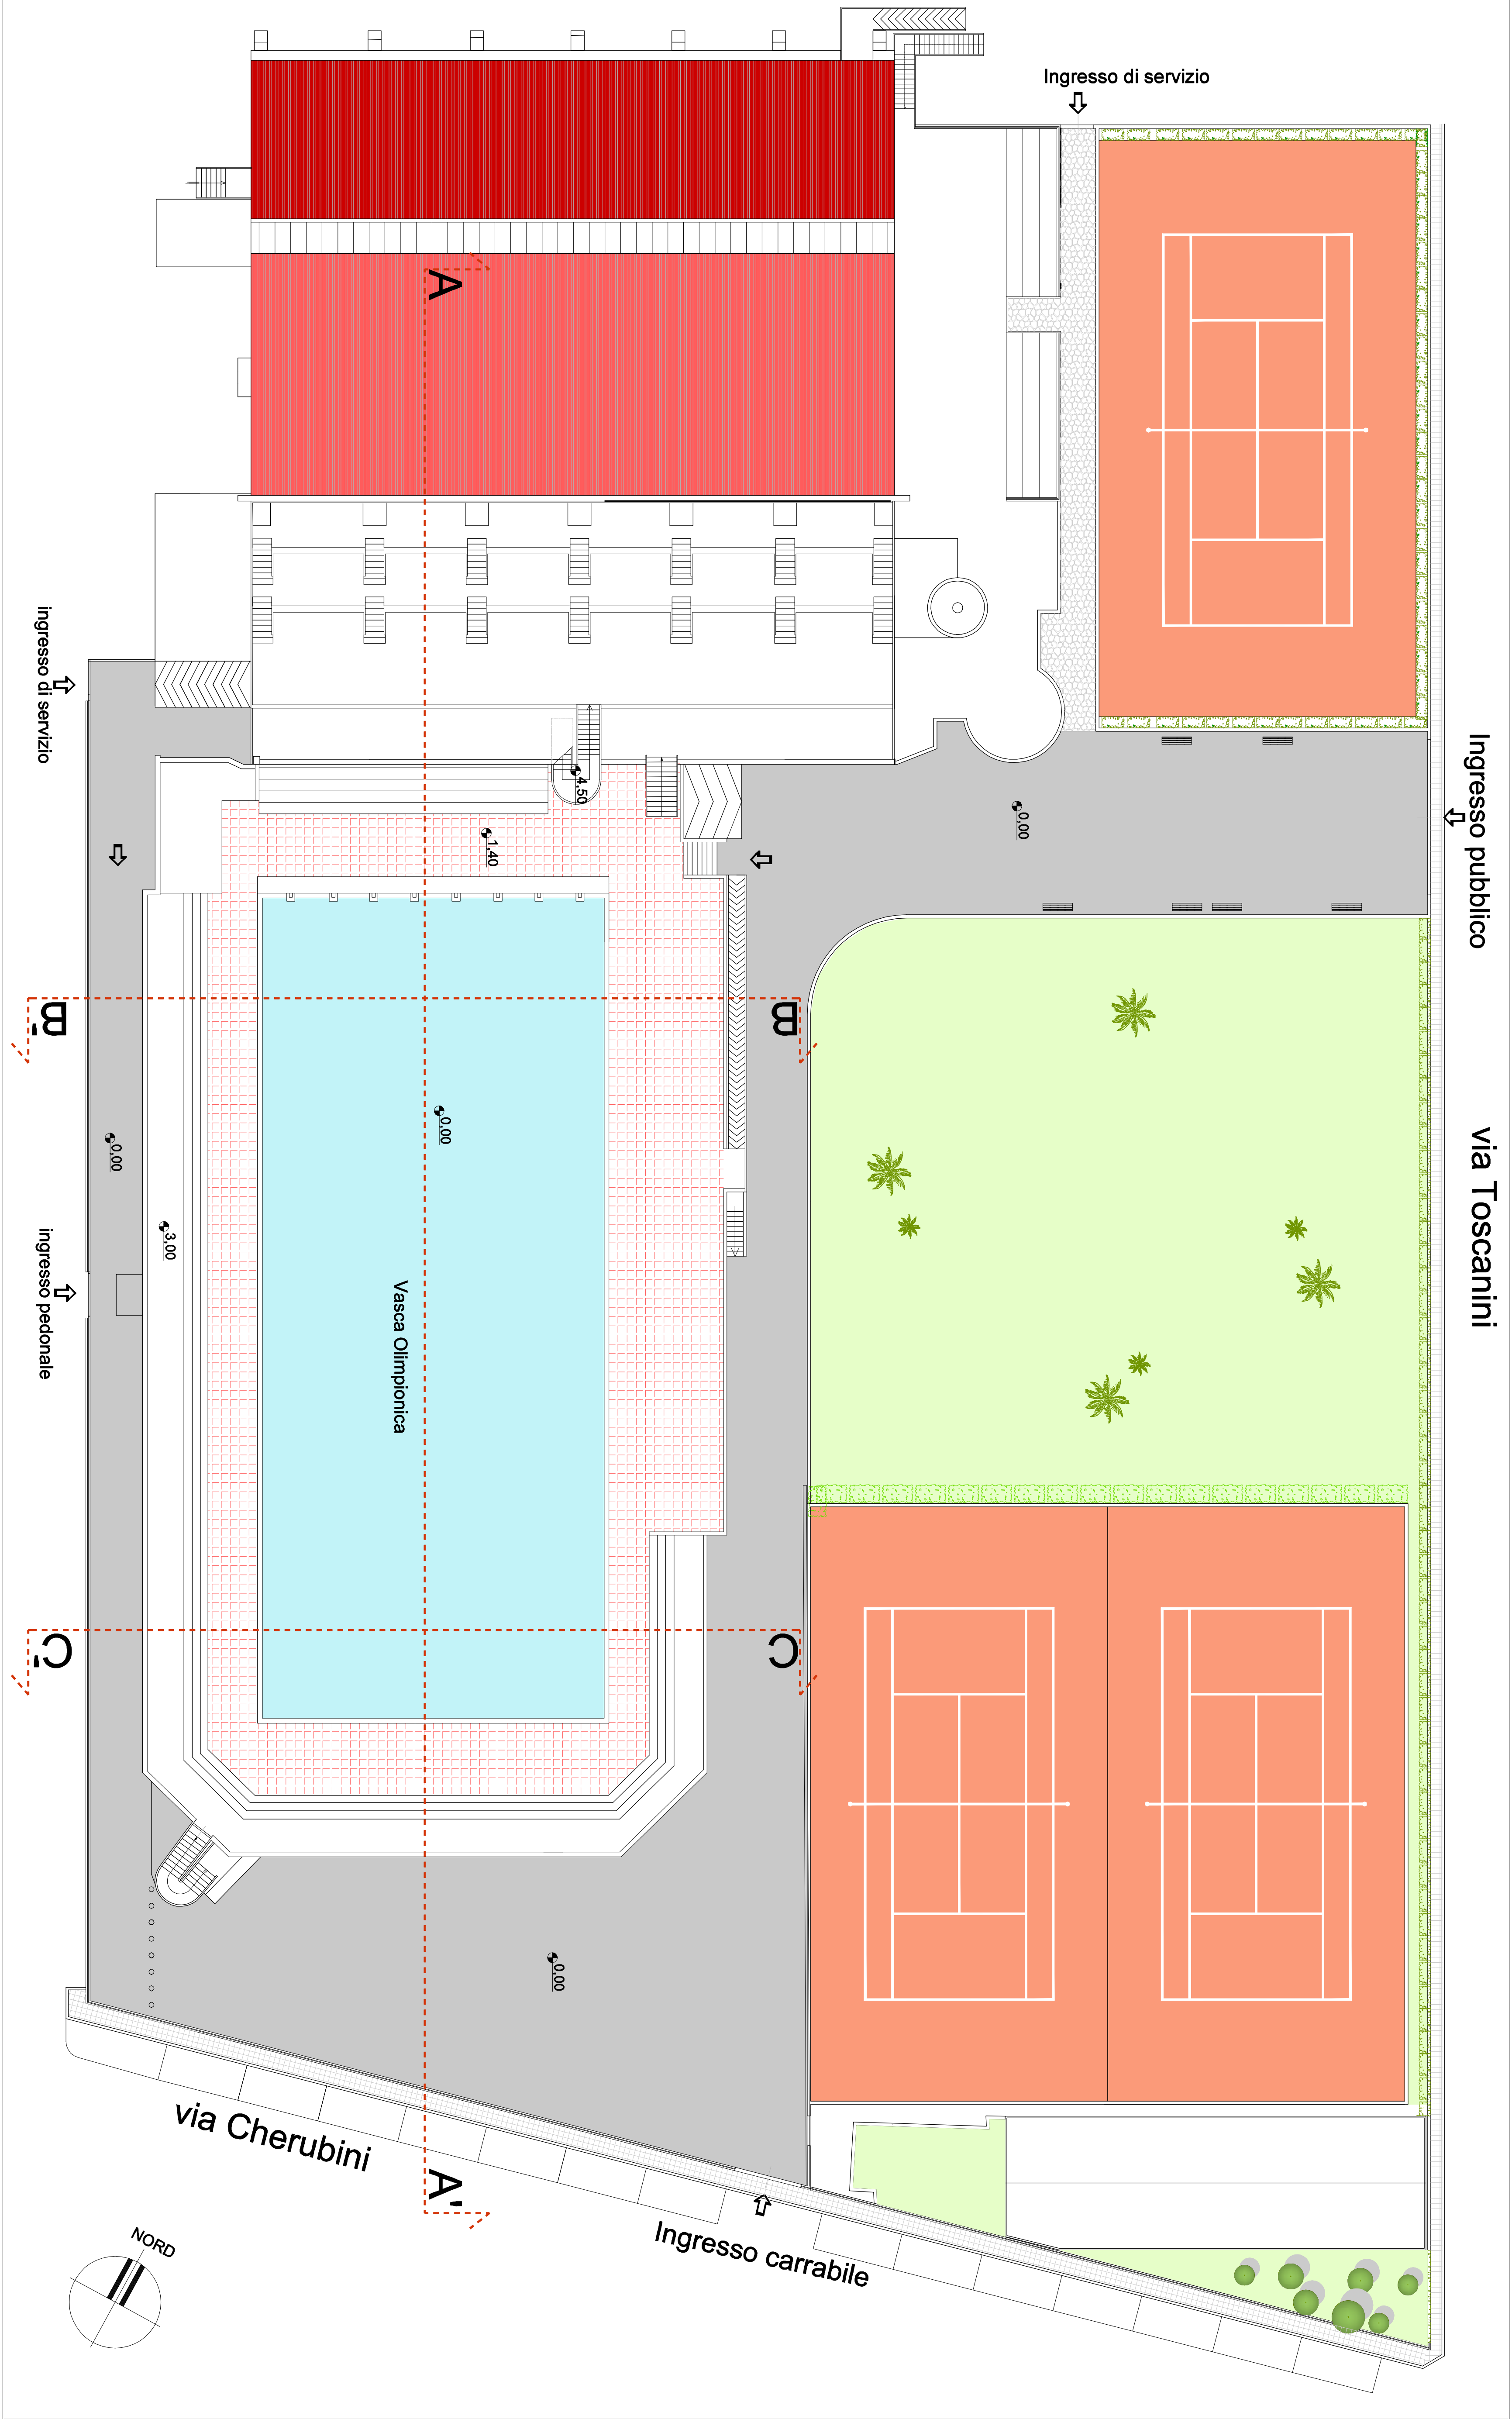 Ingresso di servizio
A
ingresso di servizio
Ingresso pubblico
4,50
0,00
1,40
B'
B
0,00
0,00
via Toscanini
3,00
ingresso pedonale
Vasca Olimpionica
C'
C
0,00
via Cherubini
A'
Ingresso carrabile
NORD